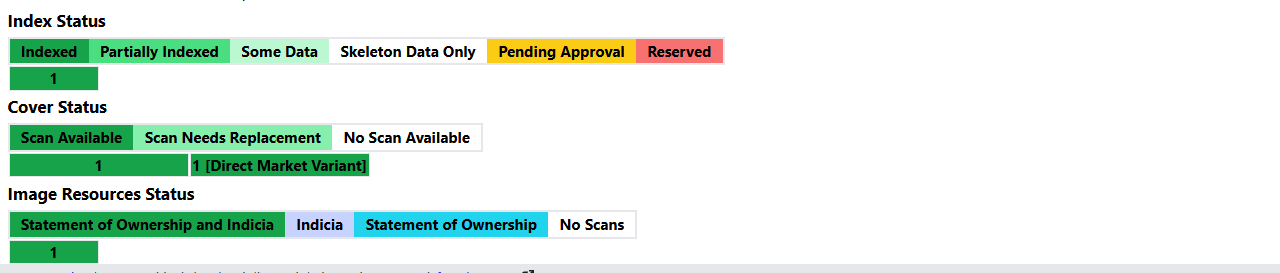 Index Status
Indexed Partially Indexed Some Data Skeleton Data Only Pending Approval Reserved
1
Cover Status
Scan Available Scan Needs Replacement No Scan Available
1 1 [Direct Market Variant]
Image Resources Status
Statement of Ownership and Indicia Indicia Statement of Ownership No Scans
1